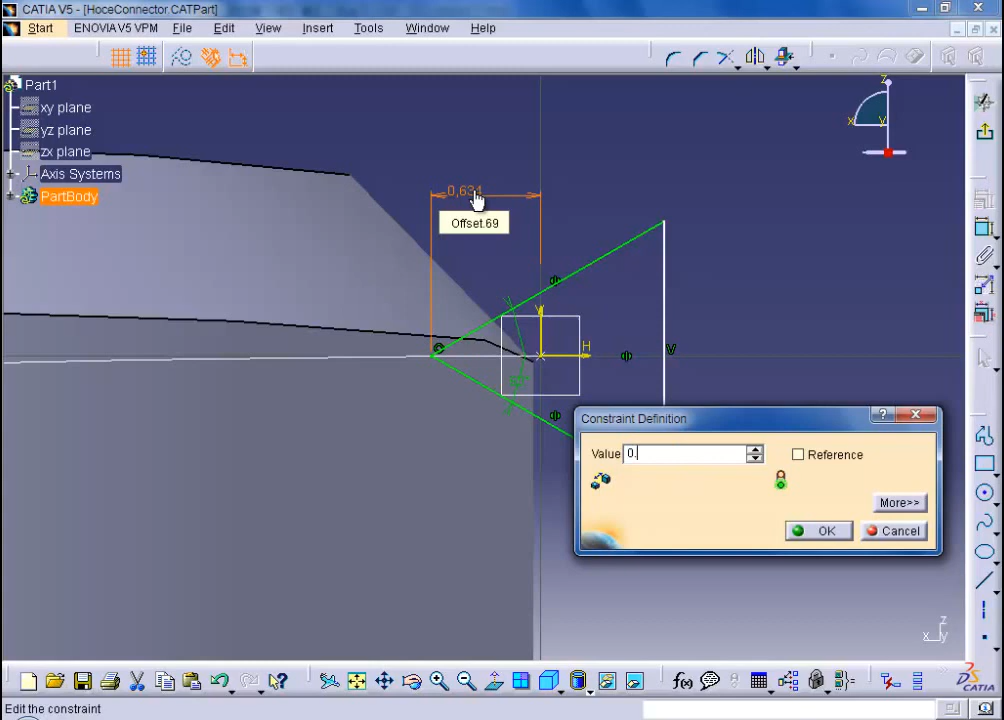 CATIA V5 - [HoceConnector.CATPart]
Start ENOVIA V5 VPM File Edit View Insert Tools Window Help
Part1
xy plane
yz plane
zx plane
Axis Systems
PartBody
z
x y
0,634
Offset.69
V
H
V
Constraint Definition
Value 0. Reference
More>>
OK Cancel
z
x y
f(x)
CATIA
Edit the constraint